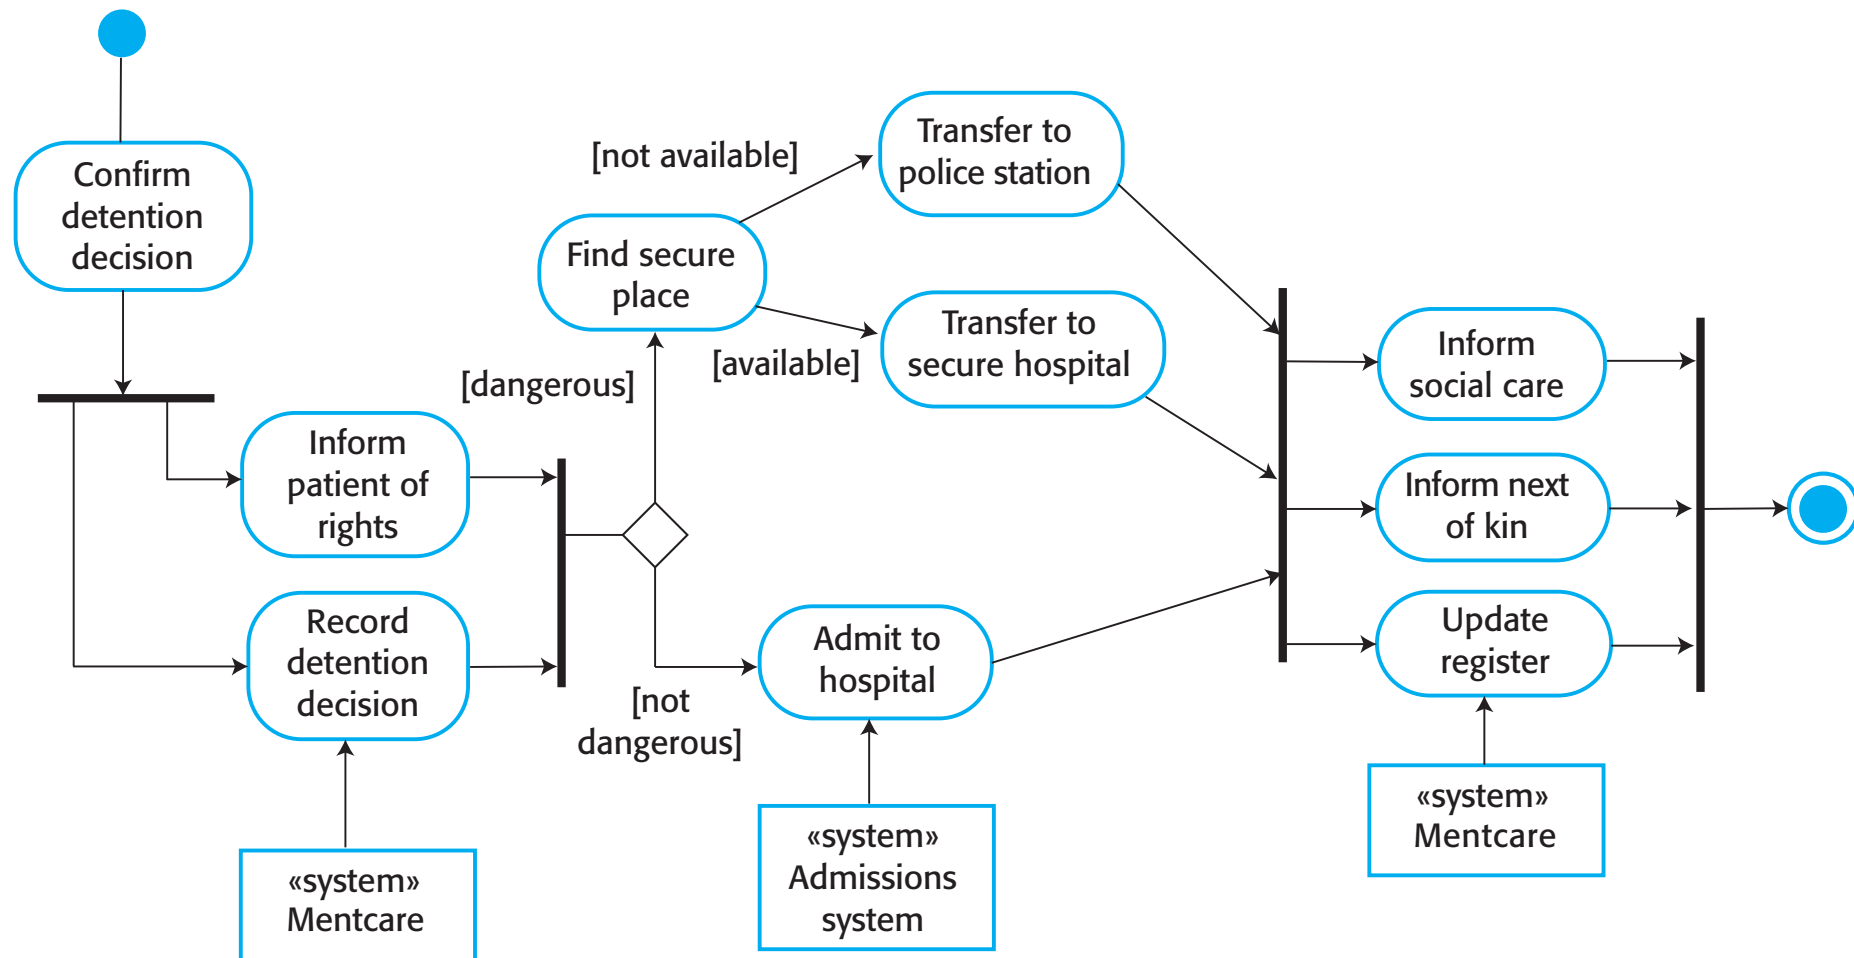 Confirm
detention
decision
Inform
patient of
rights
Record
detention
decision
«system»
Mentcare
[dangerous]
[not
dangerous]
Find secure
place
[not available]
[available]
Transfer to
police station
Transfer to
secure hospital
Admit to
hospital
«system»
Admissions
system
Inform
social care
Inform next
of kin
Update
register
«system»
Mentcare